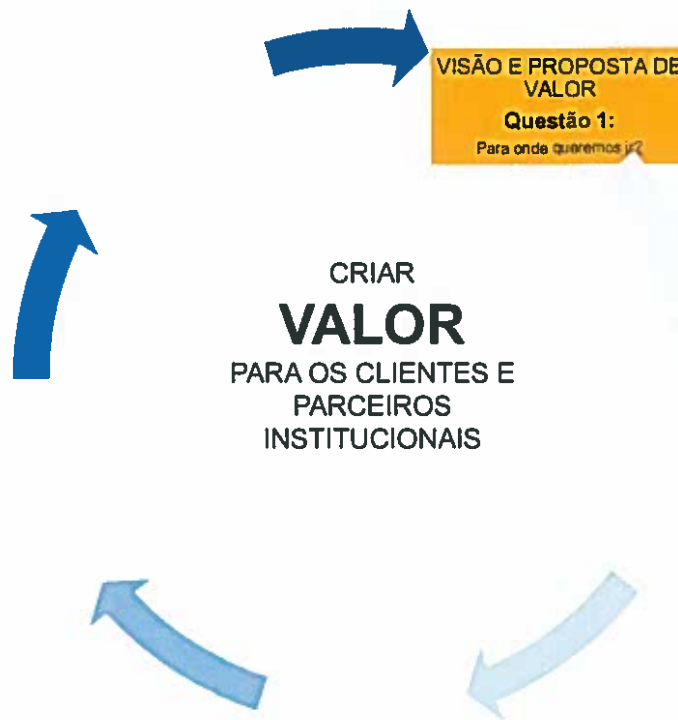 VISÃO E PROPOSTA DE
VALOR
Questão 1:
Para onde queremos ir?
CRIAR
VALOR
PARA OS CLIENTES E
PARCEIROS
INSTITUCIONAIS